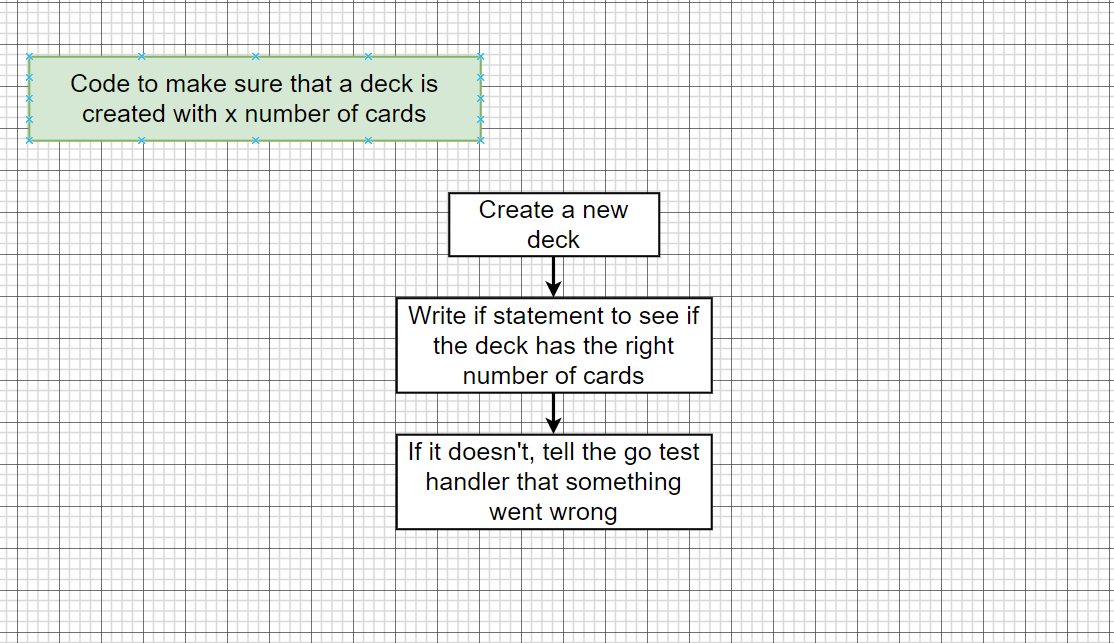 Code to make sure that a deck is
created with x number of cards
Create a new
deck
Write if statement to see if
the deck has the right
number of cards
If it doesn't, tell the go test
handler that something
went wrong